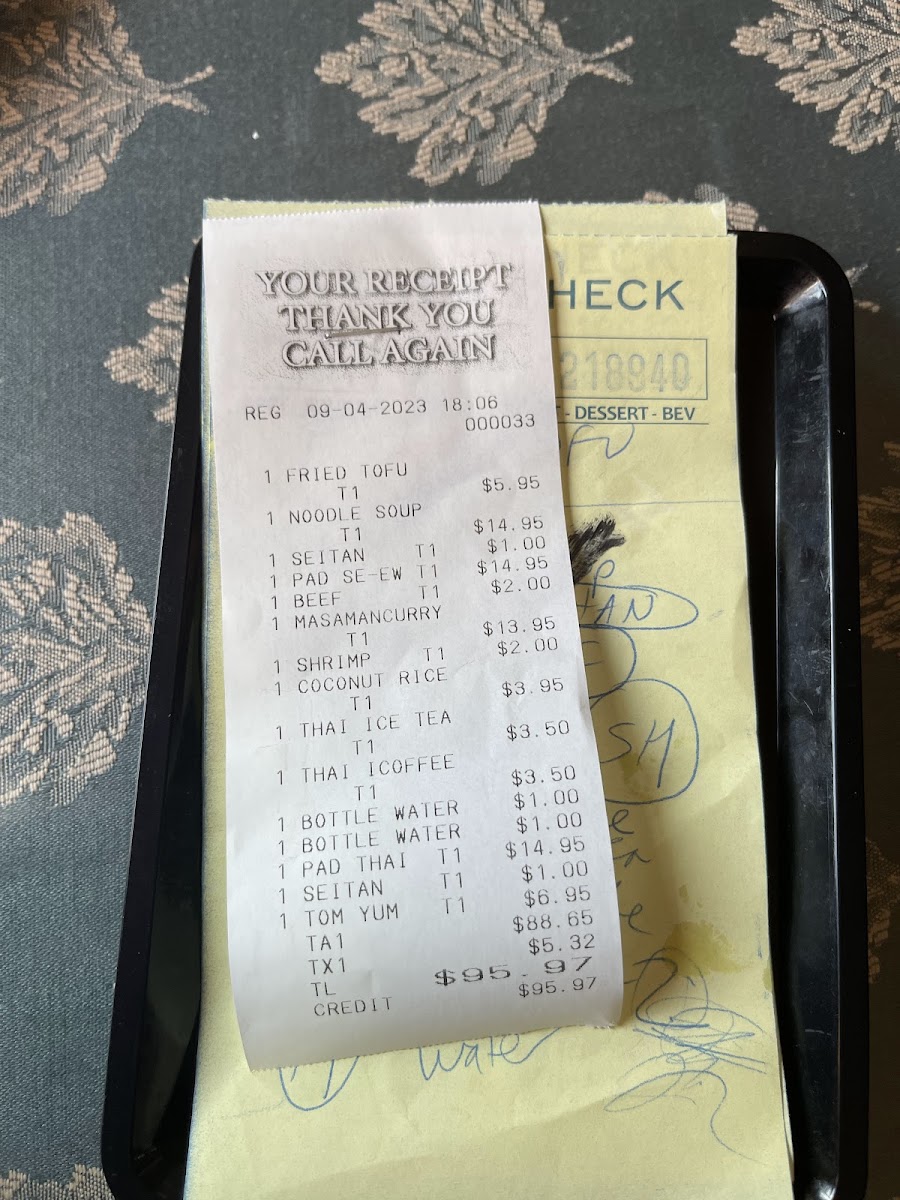 YOUR RECEIPT
THANK YOU
CALL AGAIN
HECK
218940
- DESSERT - BEV
REG 09-04-2023 18:06
000033
1 FRIED TOFU
T1 $5.95
1 NOODLE SOUP
T1 $14.95
1 SEITAN T1 $1.00
1 PAD SE-EW T1 $14.95
1 BEEF T1 $2.00
1 MASAMANCURRY
T1 $13.95
1 SHRIMP T1 $2.00
1 COCONUT RICE
T1 $3.95
1 THAI ICE TEA
T1 $3.50
1 THAI ICOFFEE
T1 $3.50
1 BOTTLE WATER $1.00
1 BOTTLE WATER $1.00
1 PAD THAI T1 $14.95
1 SEITAN T1 $1.00
1 TOM YUM T1 $6.95
TA1 $88.65
TX1 $5.32
TL $95.97
CREDIT $95.97
Water